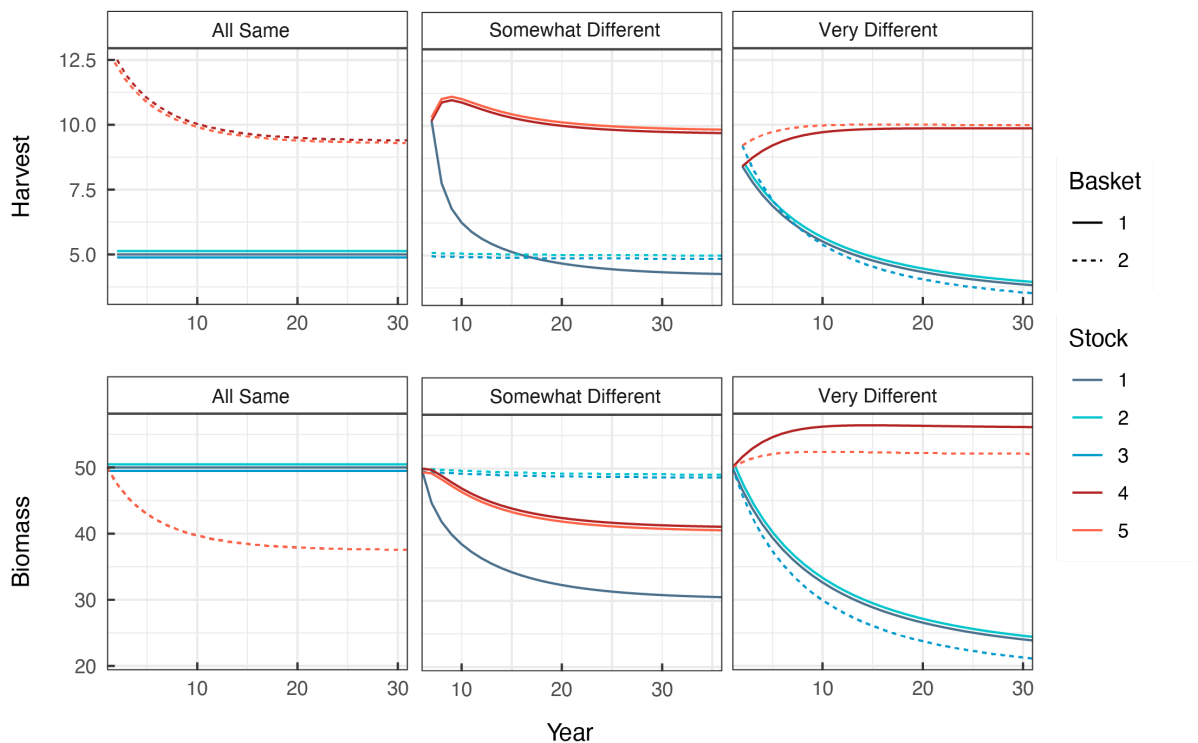 All Same Somewhat Different Very Different
12.5
10.0
7.5
5.0
Harvest
10 20 30 10 20 30 10 20 30
Basket
1
2
Stock
1
2
3
4
5
All Same Somewhat Different Very Different
50
40
30
20
Biomass
10 20 30 10 20 30 10 20 30
Year